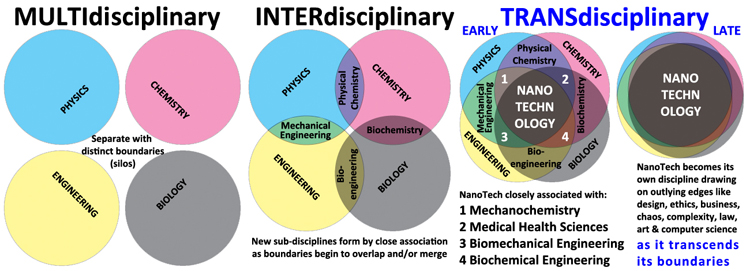 MULTIdisciplinary
PHYSICS
CHEMISTRY
Separate with
distinct boundaries
(silos)
ENGINEERING
BIOLOGY
INTERdisciplinary
PHYSICS
Physical
Chemistry
CHEMISTRY
Mechanical
Engineering
Biochemistry
ENGINEERING
Bio-
engineering
BIOLOGY
New sub-disciplines form by close association
as boundaries begin to overlap and/or merge
TRANSdisciplinary
EARLY
LATE
PHYSICS
Physical
Chemistry
CHEMISTRY
1
2
Mechanical
Engineering
NANO
TECHN
OLOGY
Biochemistry
3
4
ENGINEERING
Bio-
engineering
BIOLOGY
NanoTech closely associated with:
1 Mechanochemistry
2 Medical Health Sciences
3 Biomechanical Engineering
4 Biochemical Engineering
NANO
TECHN
OLOGY
NanoTech becomes its
own discipline drawing
on outlying edges like
design, ethics, business,
chaos, complexity, law,
art & computer science
as it transcends
its boundaries